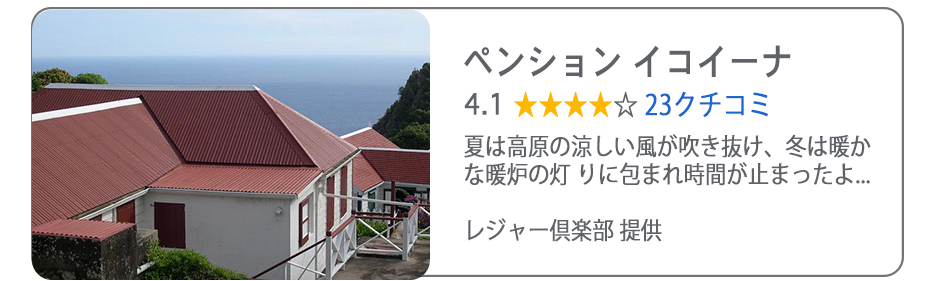 ペンション イコイーナ
4.1 ★★★★☆ 23クチコミ
夏は高原の涼しい風が吹き抜け、冬は暖か
な暖炉の灯 りに包まれ時間が止まったよ...
レジャー倶楽部 提供